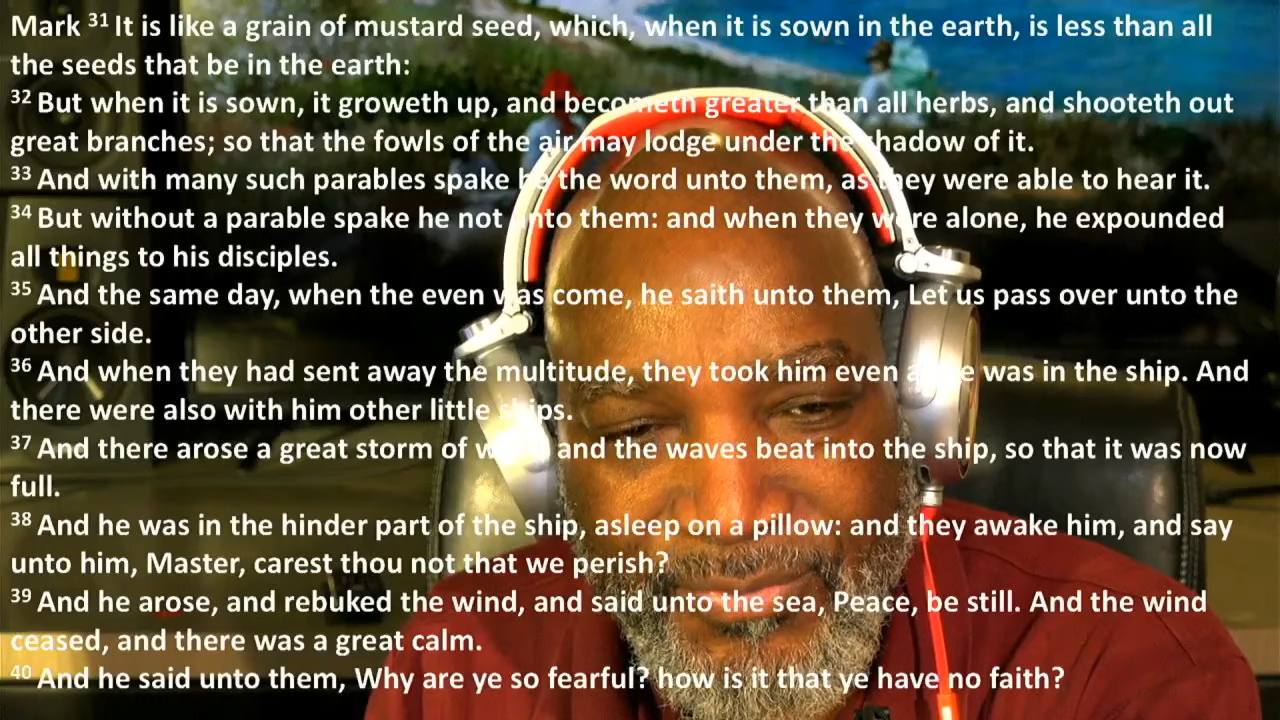 Mark 31 It is like a grain of mustard seed, which, when it is sown in the earth, is less than all
the seeds that be in the earth:
32 But when it is sown, it groweth up, and becometh greater than all herbs, and shooteth out
great branches; so that the fowls of the air may lodge under the shadow of it.
33 And with many such parables spake he the word unto them, as they were able to hear it.
34 But without a parable spake he not unto them: and when they were alone, he expounded
all things to his disciples.
35 And the same day, when the even was come, he saith unto them, Let us pass over unto the
other side.
36 And when they had sent away the multitude, they took him even as he was in the ship. And
there were also with him other little ships.
37 And there arose a great storm of wind, and the waves beat into the ship, so that it was now
full.
38 And he was in the hinder part of the ship, asleep on a pillow: and they awake him, and say
unto him, Master, carest thou not that we perish?
39 And he arose, and rebuked the wind, and said unto the sea, Peace, be still. And the wind
ceased, and there was a great calm.
40 And he said unto them, Why are ye so fearful? how is it that ye have no faith?